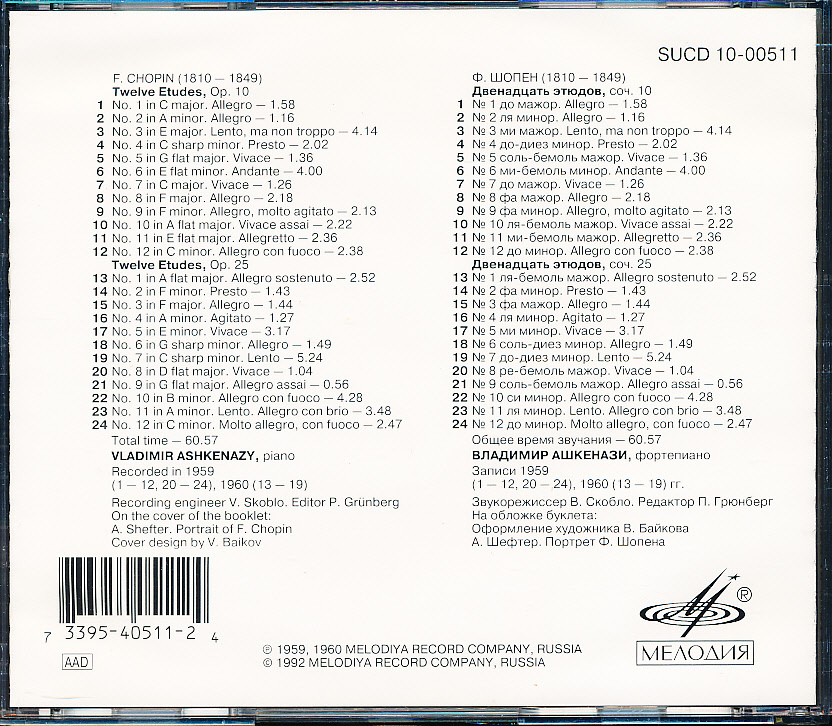 SUCD 10-00511
F. CHOPIN (1810 — 1849)
Twelve Etudes, Op. 10
1 No. 1 in C major. Allegro — 1.58
2 No. 2 in A minor. Allegro — 1.16
3 No. 3 in E major. Lento, ma non troppo — 4.14
4 No. 4 in C sharp minor. Presto — 2.02
5 No. 5 in G flat major. Vivace — 1.36
6 No. 6 in E flat minor. Andante — 4.00
7 No. 7 in C major. Vivace — 1.26
8 No. 8 in F major. Allegro — 2.18
9 No. 9 in F minor. Allegro, molto agitato — 2.13
10 No. 10 in A flat major. Vivace assai — 2.22
11 No. 11 in E flat major. Allegretto — 2.36
12 No. 12 in C minor. Allegro con fuoco — 2.38
Twelve Etudes, Op. 25
13 No. 1 in A flat major. Allegro sostenuto — 2.52
14 No. 2 in F minor. Presto — 1.43
15 No. 3 in F major. Allegro — 1.44
16 No. 4 in A minor. Agitato — 1.27
17 No. 5 in E minor. Vivace — 3.17
18 No. 6 in G sharp minor. Allegro — 1.49
19 No. 7 in C sharp minor. Lento — 5.24
20 No. 8 in D flat major. Vivace — 1.04
21 No. 9 in G flat major. Allegro assai — 0.56
22 No. 10 in B minor. Allegro con fuoco — 4.28
23 No. 11 in A minor. Lento. Allegro con brio — 3.48
24 No. 12 in C minor. Molto allegro, con fuoco — 2.47
Total time — 60.57
VLADIMIR ASHKENAZY, piano
Recorded in 1959
(1 — 12, 20 — 24), 1960 (13 — 19)
Recording engineer V. Skoblo. Editor P. Grünberg
On the cover of the booklet:
A. Shefter. Portrait of F. Chopin
Cover design by V. Baikov
Ф. ШОПЕН (1810 — 1849)
Двенадцать этюдов, соч. 10
1 № 1 до мажор. Allegro — 1.58
2 № 2 ля минор. Allegro — 1.16
3 № 3 ми мажор. Lento, ma non troppo — 4.14
4 № 4 до-диез минор. Presto — 2.02
5 № 5 соль-бемоль мажор. Vivace — 1.36
6 № 6 ми-бемоль минор. Andante — 4.00
7 № 7 до мажор. Vivace — 1.26
8 № 8 фа мажор. Allegro — 2.18
9 № 9 фа минор. Allegro, molto agitato — 2.13
10 № 10 ля-бемоль мажор. Vivace assai — 2.22
11 № 11 ми-бемоль мажор. Allegretto — 2.36
12 № 12 до минор. Allegro con fuoco — 2.38
Двенадцать этюдов, соч. 25
13 № 1 ля-бемоль мажор. Allegro sostenuto — 2.52
14 № 2 фа минор. Presto — 1.43
15 № 3 фа мажор. Allegro — 1.44
16 № 4 ля минор. Agitato — 1.27
17 № 5 ми минор. Vivace — 3.17
18 № 6 соль-диез минор. Allegro — 1.49
19 № 7 до-диез минор. Lento — 5.24
20 № 8 ре-бемоль мажор. Vivace — 1.04
21 № 9 соль-бемоль мажор. Allegro assai — 0.56
22 № 10 си минор. Allegro con fuoco — 4.28
23 № 11 ля минор. Lento. Allegro con brio — 3.48
24 № 12 до минор. Molto allegro, con fuoco — 2.47
Общее время звучания — 60.57
ВЛАДИМИР АШКЕНАЗИ, фортепиано
Записи 1959
(1 — 12, 20 — 24), 1960 (13 — 19) гг.
Звукорежиссер В. Скобло. Редактор П. Грюнберг
На обложке буклета:
Оформление художника В. Байкова
А. Шефтер. Портрет Ф. Шопена
7 3395-40511-2 4
AAD
℗ 1959, 1960 MELODIYA RECORD COMPANY, RUSSIA
© 1992 MELODIYA RECORD COMPANY, RUSSIA
®
МЕЛОДИЯ